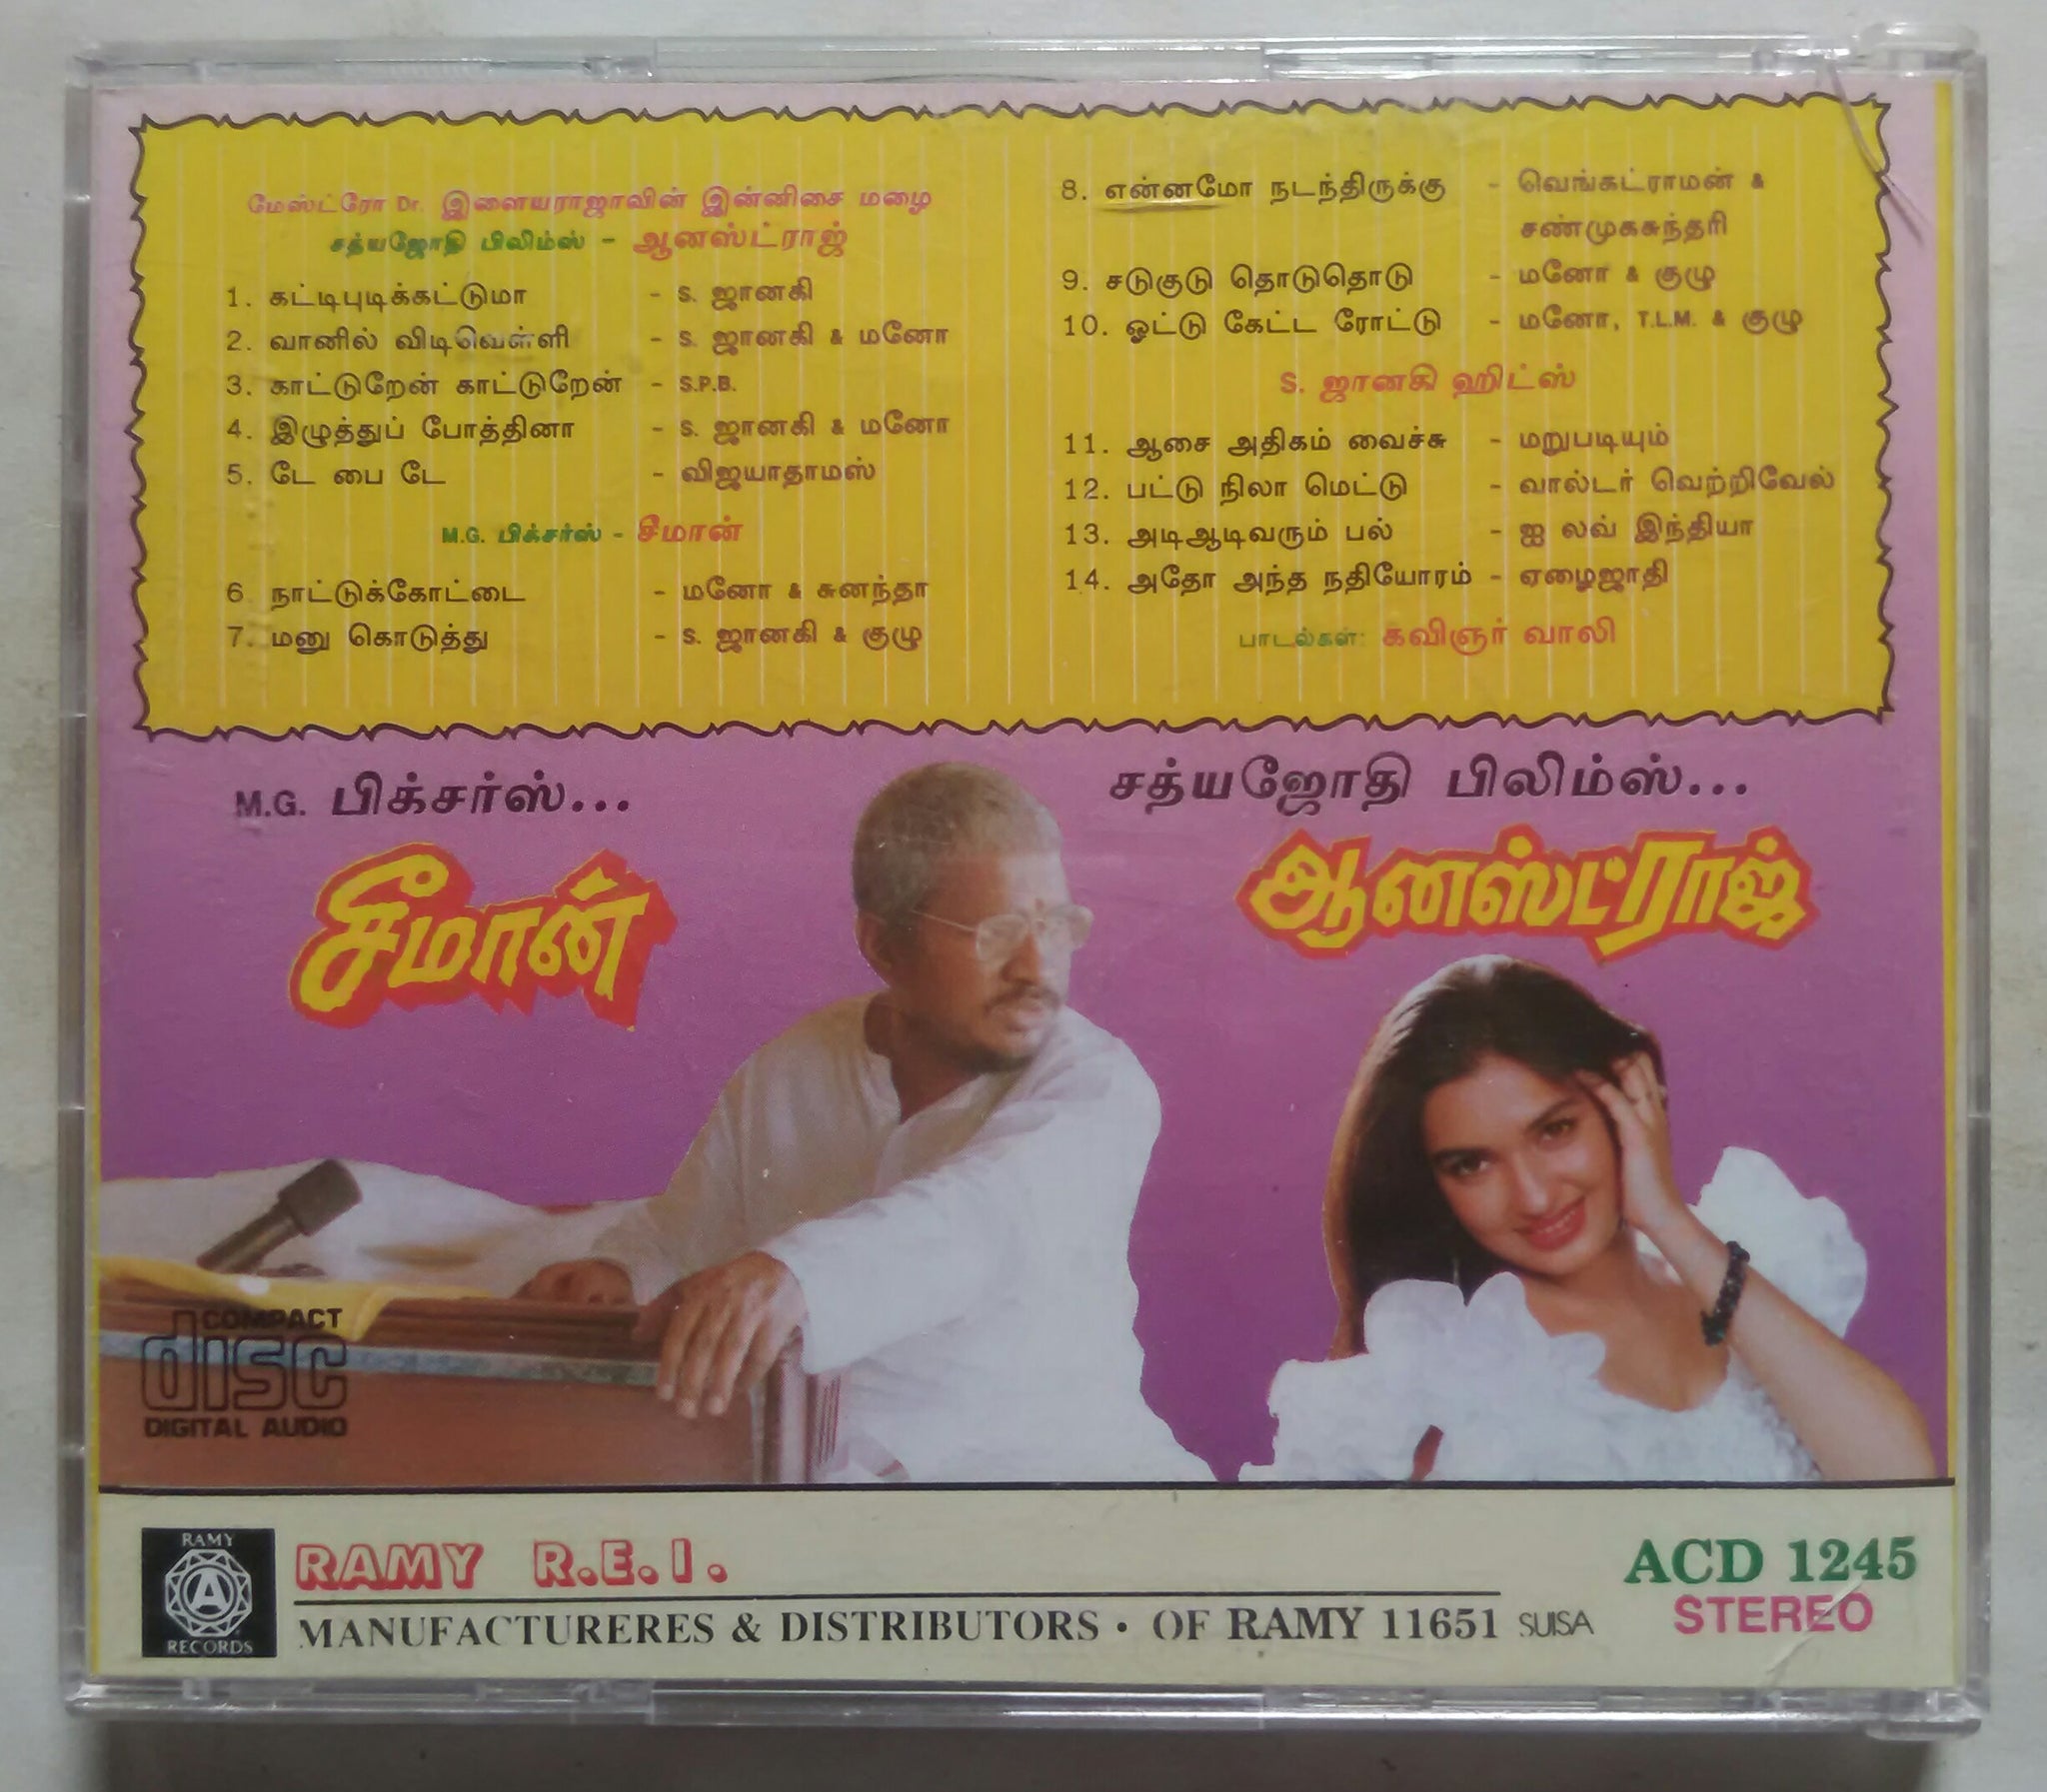 மேஸ்ட்ரோ Dr. இளையராஜாவின் இன்னிசை மழை
சத்யஜோதி பிலிம்ஸ் - ஆனஸ்ட்ராஜ்
1. கட்டிபுடிக்கட்டுமா - S. ஜானகி
2. வானில் விடிவெள்ளி - S. ஜானகி & மனோ
3. காட்டுறேன் காட்டுறேன் - S.P.B.
4. இழுத்துப் போத்தினா - S. ஜானகி & மனோ
5. டே பை டே - விஜயாதாமஸ்
M.G. பிக்சர்ஸ் - சீமான்
6. நாட்டுக்கோட்டை - மனோ & சுனந்தா
7. மனு கொடுத்து - S. ஜானகி & குழு
8. என்னமோ நடந்திருக்கு - வெங்கட்ராமன் &
சண்முகசுந்தரி
9. சடுகுடு தொடுதொடு - மனோ & குழு
10. ஓட்டு கேட்ட ரோட்டு - மனோ, T.L.M. & குழு
S. ஜானகி ஹிட்ஸ்
11. ஆசை அதிகம் வைச்சு - மறுபடியும்
12. பட்டு நிலா மெட்டு - வால்டர் வெற்றிவேல்
13. அடிஆடிவரும் பல் - ஐ லவ் இந்தியா
14. அதோ அந்த நதியோரம் - ஏழைஜாதி
பாடல்கள்: கவிஞர் வாலி
M.G. பிக்சர்ஸ்...
சீமான்
சத்யஜோதி பிலிம்ஸ்...
ஆனஸ்ட்ராஜ்
COMPACT
disc
DIGITAL AUDIO
RAMY
A
RECORDS
RAMY R.E.I.
MANUFACTURERES & DISTRIBUTORS • OF RAMY 11651 SUISA
ACD 1245
STEREO